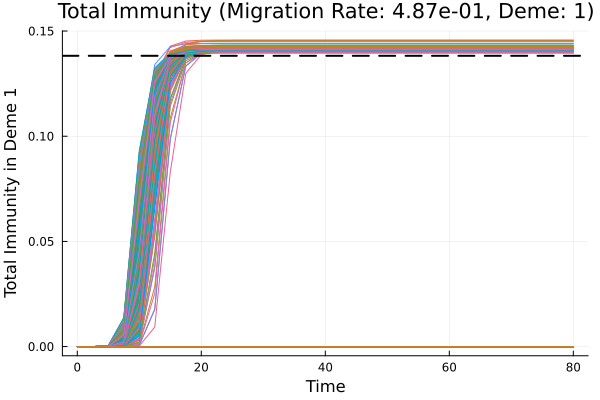 Total Immunity (Migration Rate: 4.87e-01, Deme: 1)
Total Immunity in Deme 1
0.15
0.10
0.05
0.00
0 20 40 60 80
Time